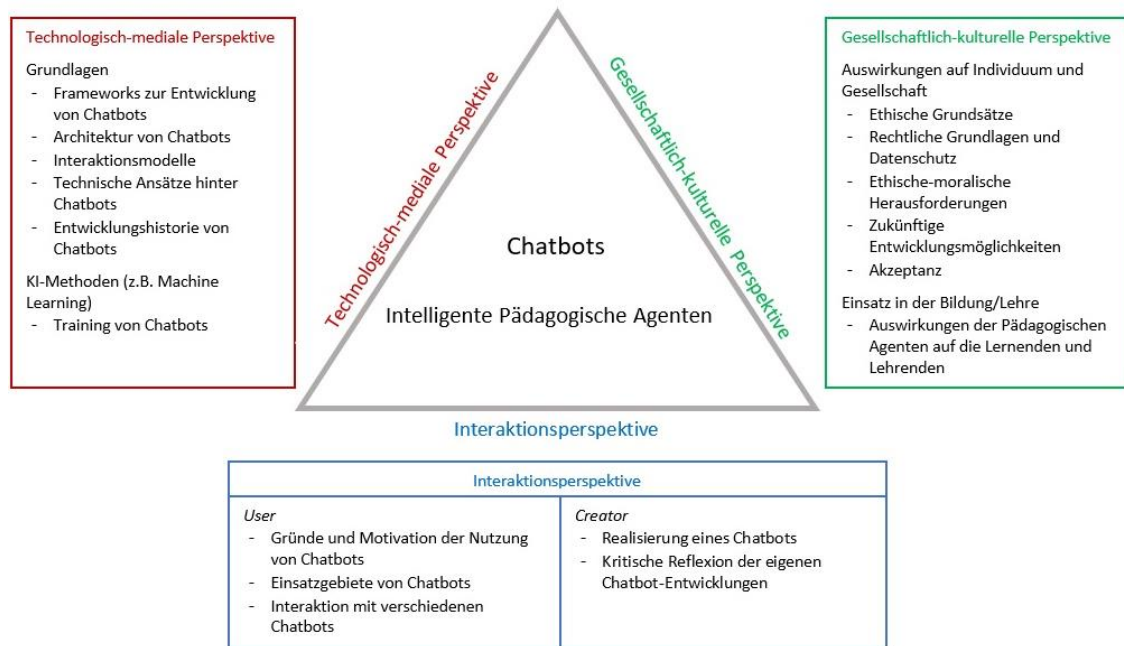 Technologisch-mediale Perspektive
Grundlagen
- Frameworks zur Entwicklung
von Chatbots
- Architektur von Chatbots
- Interaktionsmodelle
- Technische Ansätze hinter
Chatbots
- Entwicklungshistorie von
Chatbots
KI-Methoden (z.B. Machine
Learning)
- Training von Chatbots
Technologisch-mediale Perspektive
Gesellschaftlich-kulturelle Perspektive
Chatbots
Intelligente Pädagogische Agenten
Interaktionsperspektive
Gesellschaftlich-kulturelle Perspektive
Auswirkungen auf Individuum und
Gesellschaft
- Ethische Grundsätze
- Rechtliche Grundlagen und
Datenschutz
- Ethische-moralische
Herausforderungen
- Zukünftige
Entwicklungsmöglichkeiten
- Akzeptanz
Einsatz in der Bildung/Lehre
- Auswirkungen der Pädagogischen
Agenten auf die Lernenden und
Lehrenden
Interaktionsperspektive
User
- Gründe und Motivation der Nutzung
von Chatbots
- Einsatzgebiete von Chatbots
- Interaktion mit verschiedenen
Chatbots
Creator
- Realisierung eines Chatbots
- Kritische Reflexion der eigenen
Chatbot-Entwicklungen